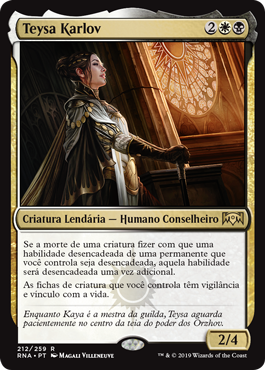 Teysa Karlov 2
Criatura Lendária — Humano Conselheiro
Se a morte de uma criatura fizer com que uma
habilidade desencadeada de uma permanente que
você controla seja desencadeada, aquela habilidade
será desencadeada uma vez adicional.
As fichas de criatura que você controla têm vigilância
e vínculo com a vida.
Enquanto Kaya é a mestra da guilda, Teysa aguarda
pacientemente no centro da teia do poder dos Orzhov.
2/4
212/259 R
RNA • PT Magali Villeneuve
™ & © 2019 Wizards of the Coast